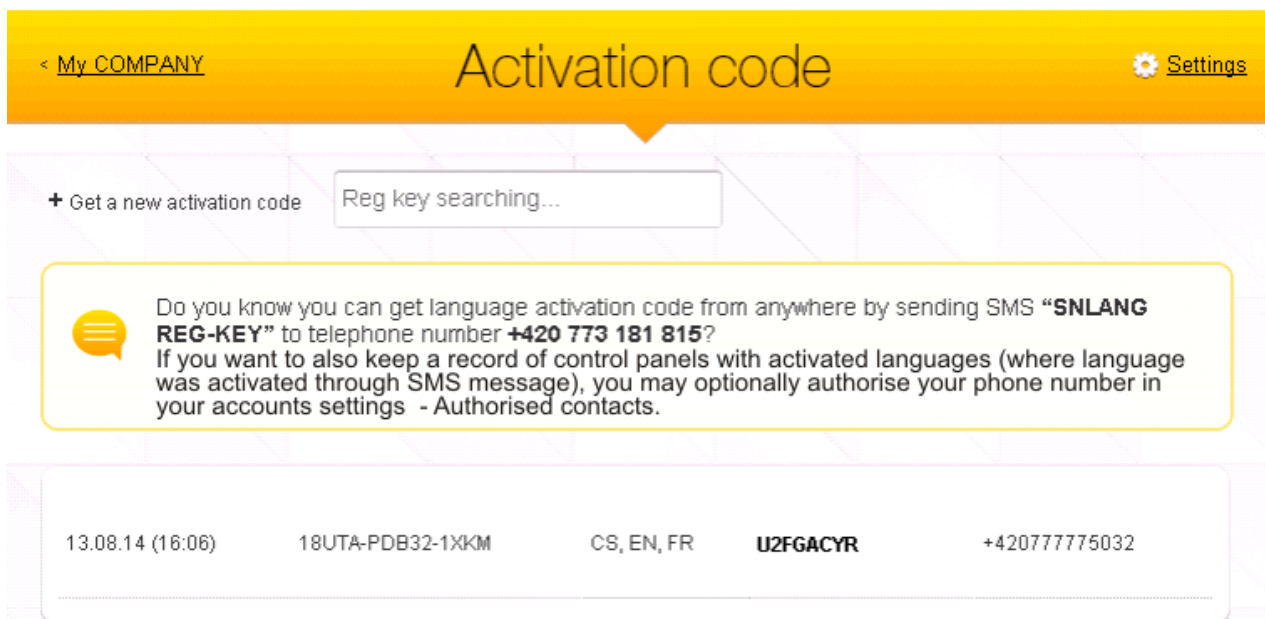 < My COMPANY Activation code Settings
+ Get a new activation code Reg key searching...
Do you know you can get language activation code from anywhere by sending SMS “SNLANG
REG-KEY” to telephone number +420 773 181 815?
If you want to also keep a record of control panels with activated languages (where language
was activated through SMS message), you may optionally authorise your phone number in
your accounts settings - Authorised contacts.
13.08.14 (16:06) 18UTA-PDB32-1XKM CS, EN, FR U2FGACYR +420777775032